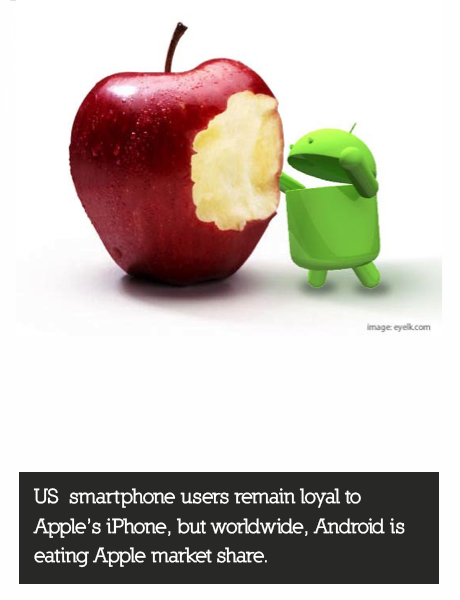 image: eyelk.com
US  smartphone users remain loyal to
Apple's iPhone, but worldwide, Android is
eating Apple market share.